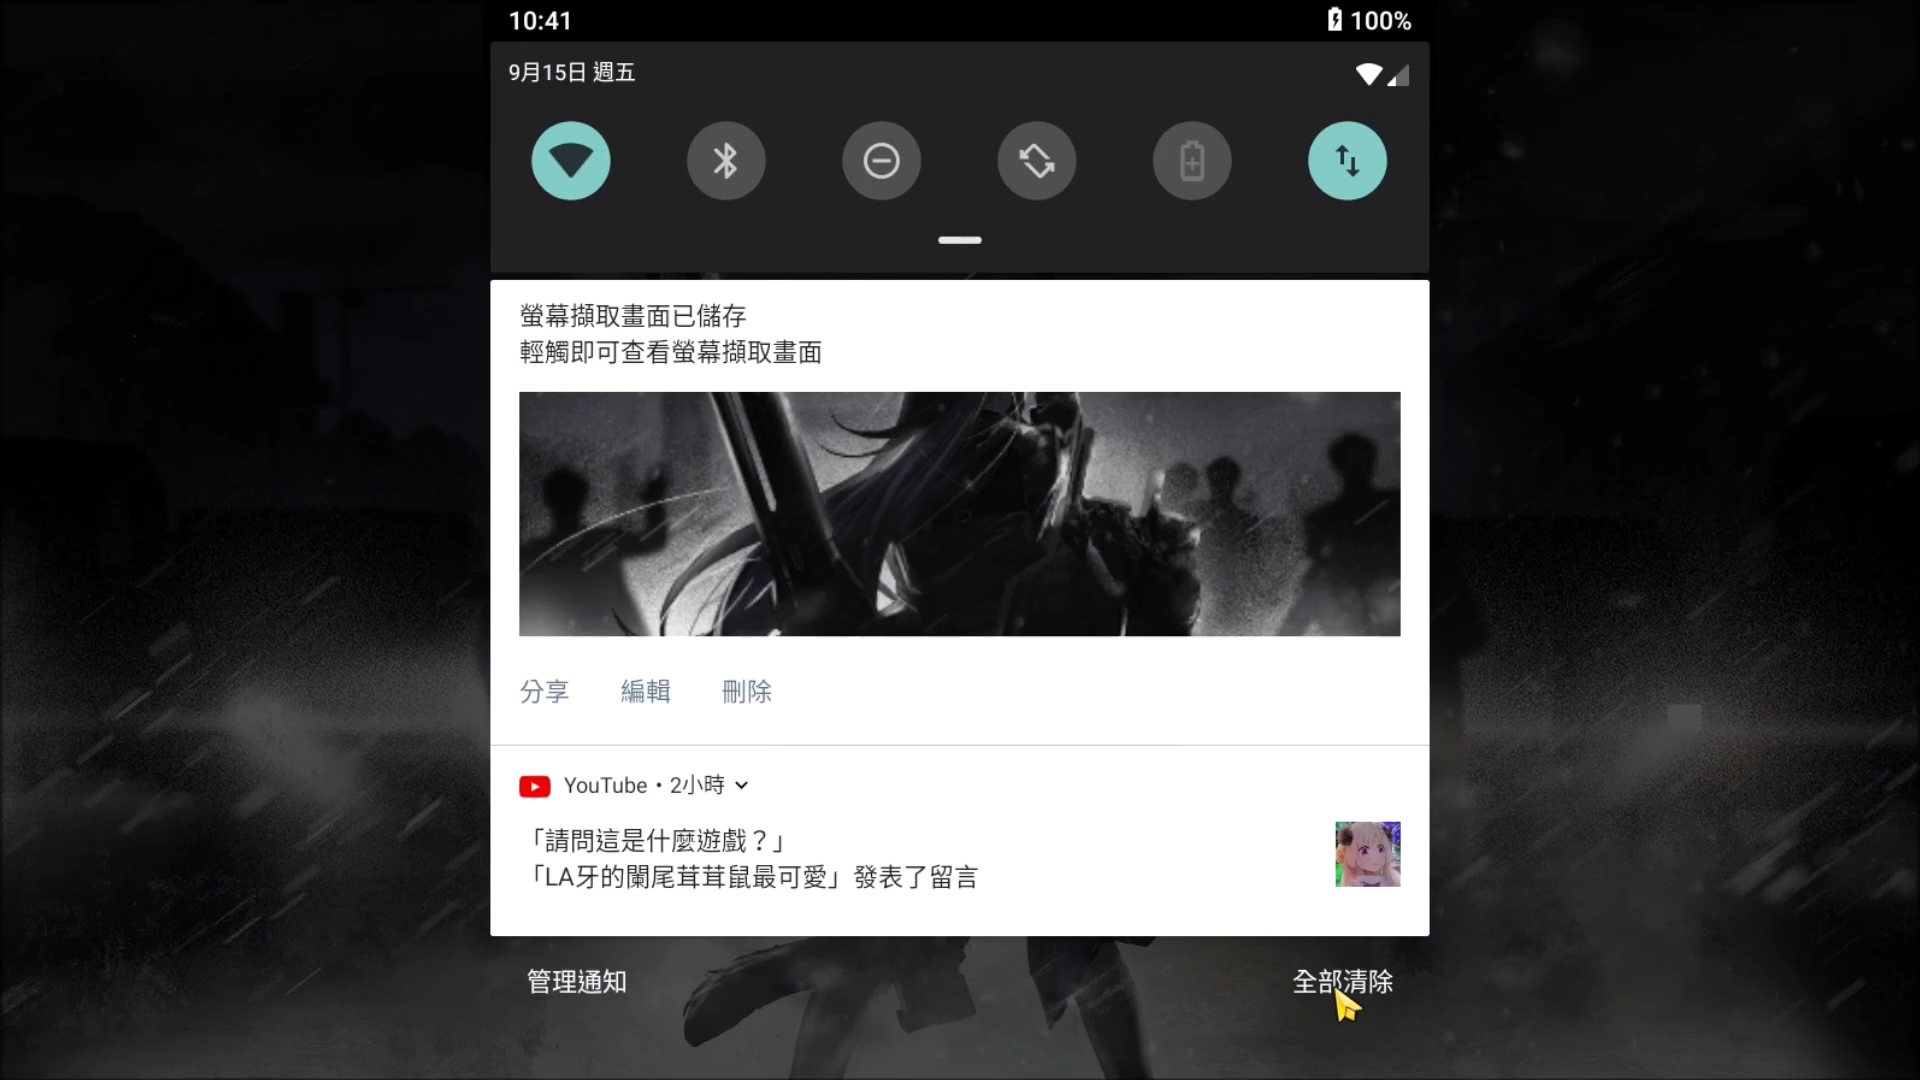 10:41
100%
9月15日 週五
螢幕擷取畫面已儲存
輕觸即可查看螢幕擷取畫面
分享 編輯 刪除
YouTube • 2小時
「請問這是什麼遊戲？」
「LA牙的闌尾茸茸鼠最可愛」發表了留言
管理通知 全部清除